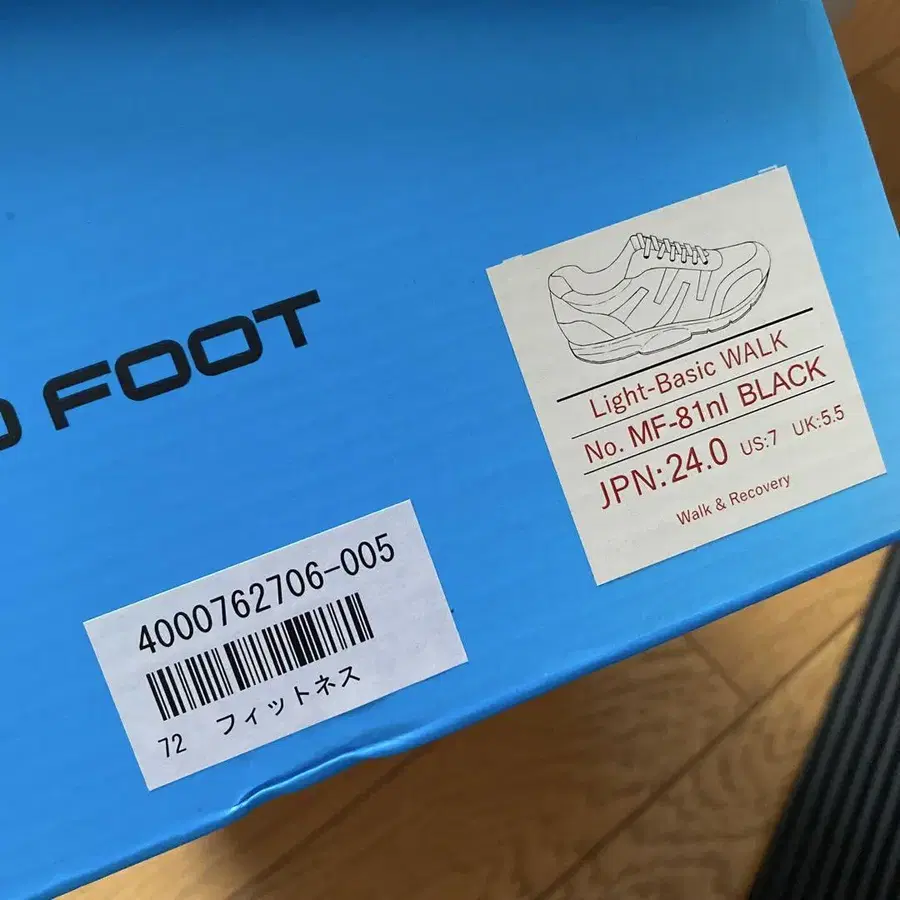 FOOT
Light-Basic WALK
No. MF-81nl BLACK
JPN:24.0 US:7 UK:5.5
Walk & Recovery
4000762706-005
72 フィットネス